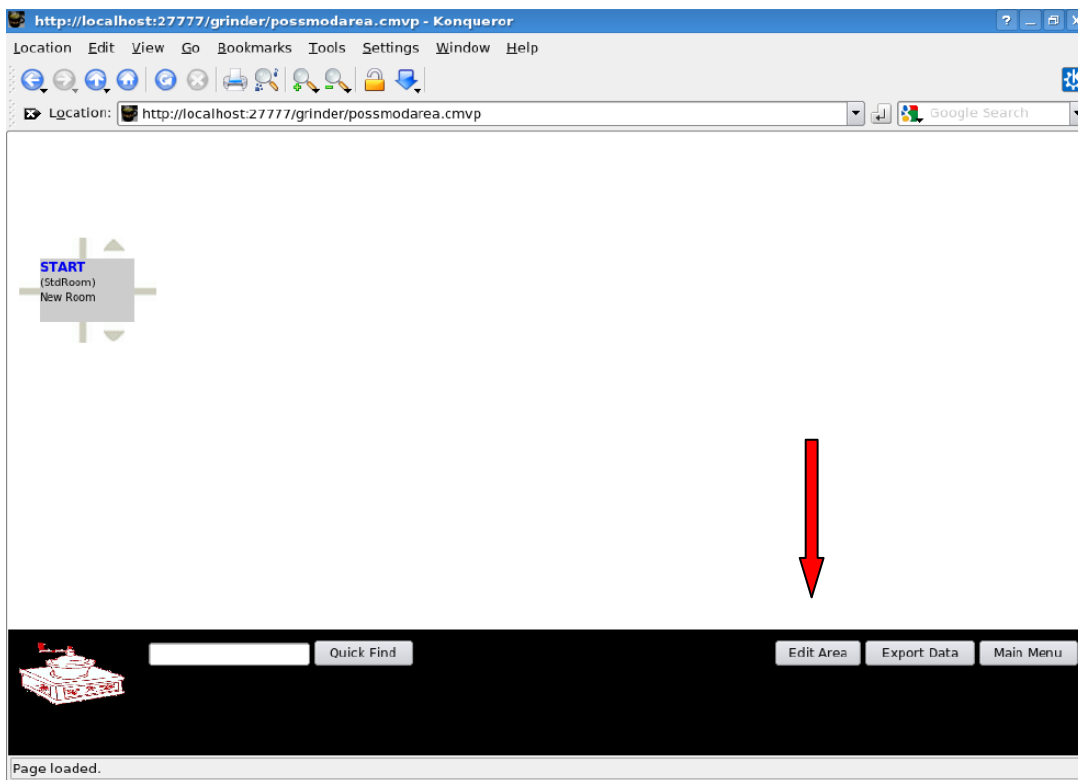 http://localhost:27777/grinder/possmodarea.cmvp - Konqueror
Location Edit View Go Bookmarks Tools Settings Window Help
Location: http://localhost:27777/grinder/possmodarea.cmvp Google Search
START
(StdRoom)
New Room
Quick Find Edit Area Export Data Main Menu
Page loaded.